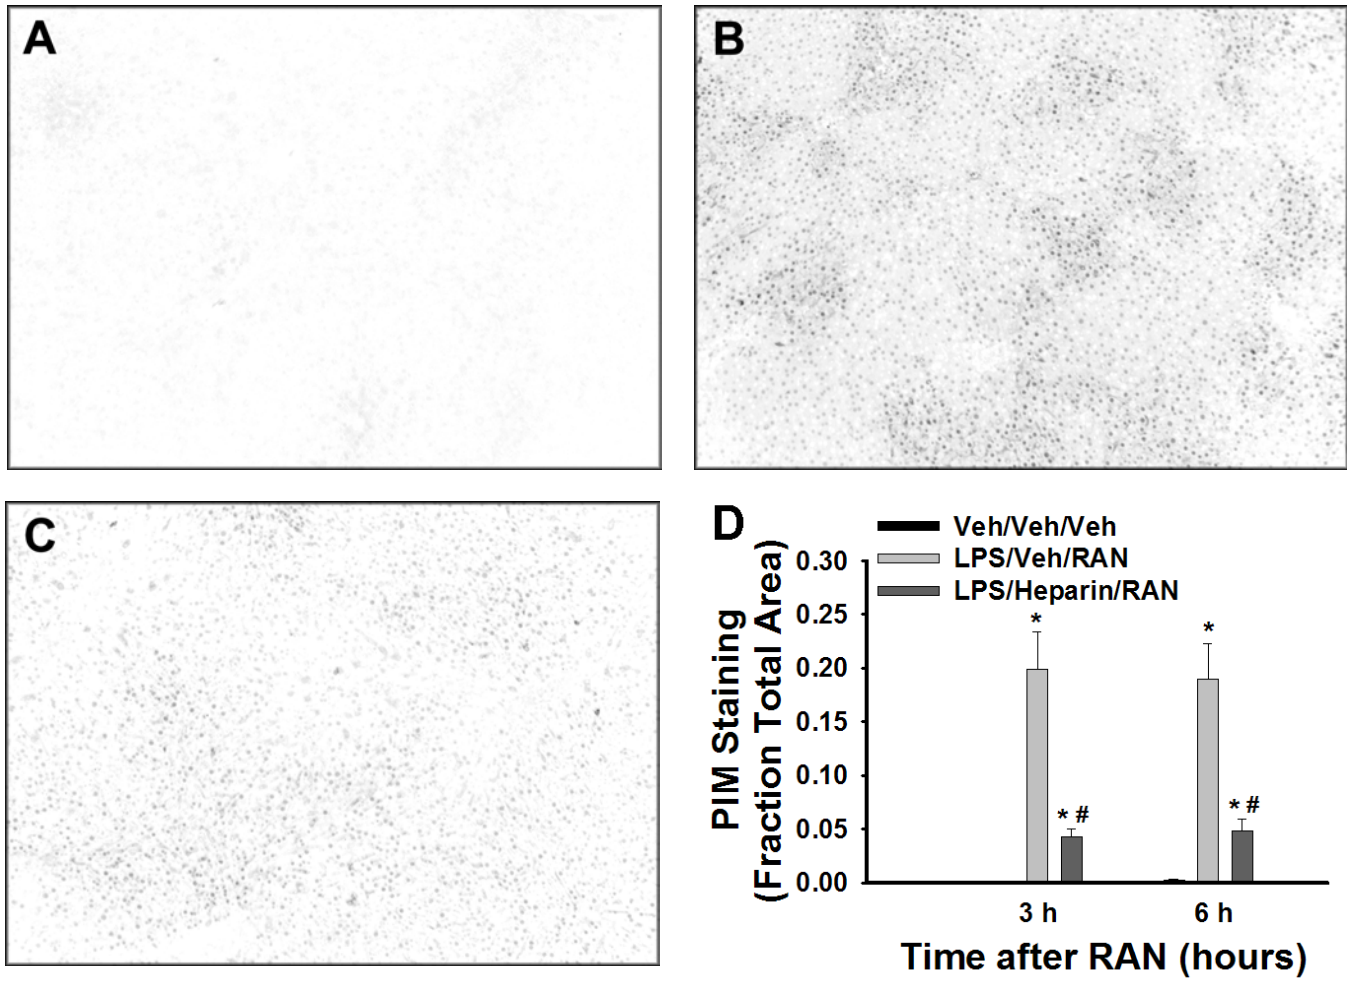 A
B
C
D
Veh/Veh/Veh
LPS/Veh/RAN
LPS/Heparin/RAN
PIM Staining
(Fraction Total Area)
0.30
0.25
0.20
0.15
0.10
0.05
0.00
*
* #
*
* #
3 h
6 h
Time after RAN (hours)